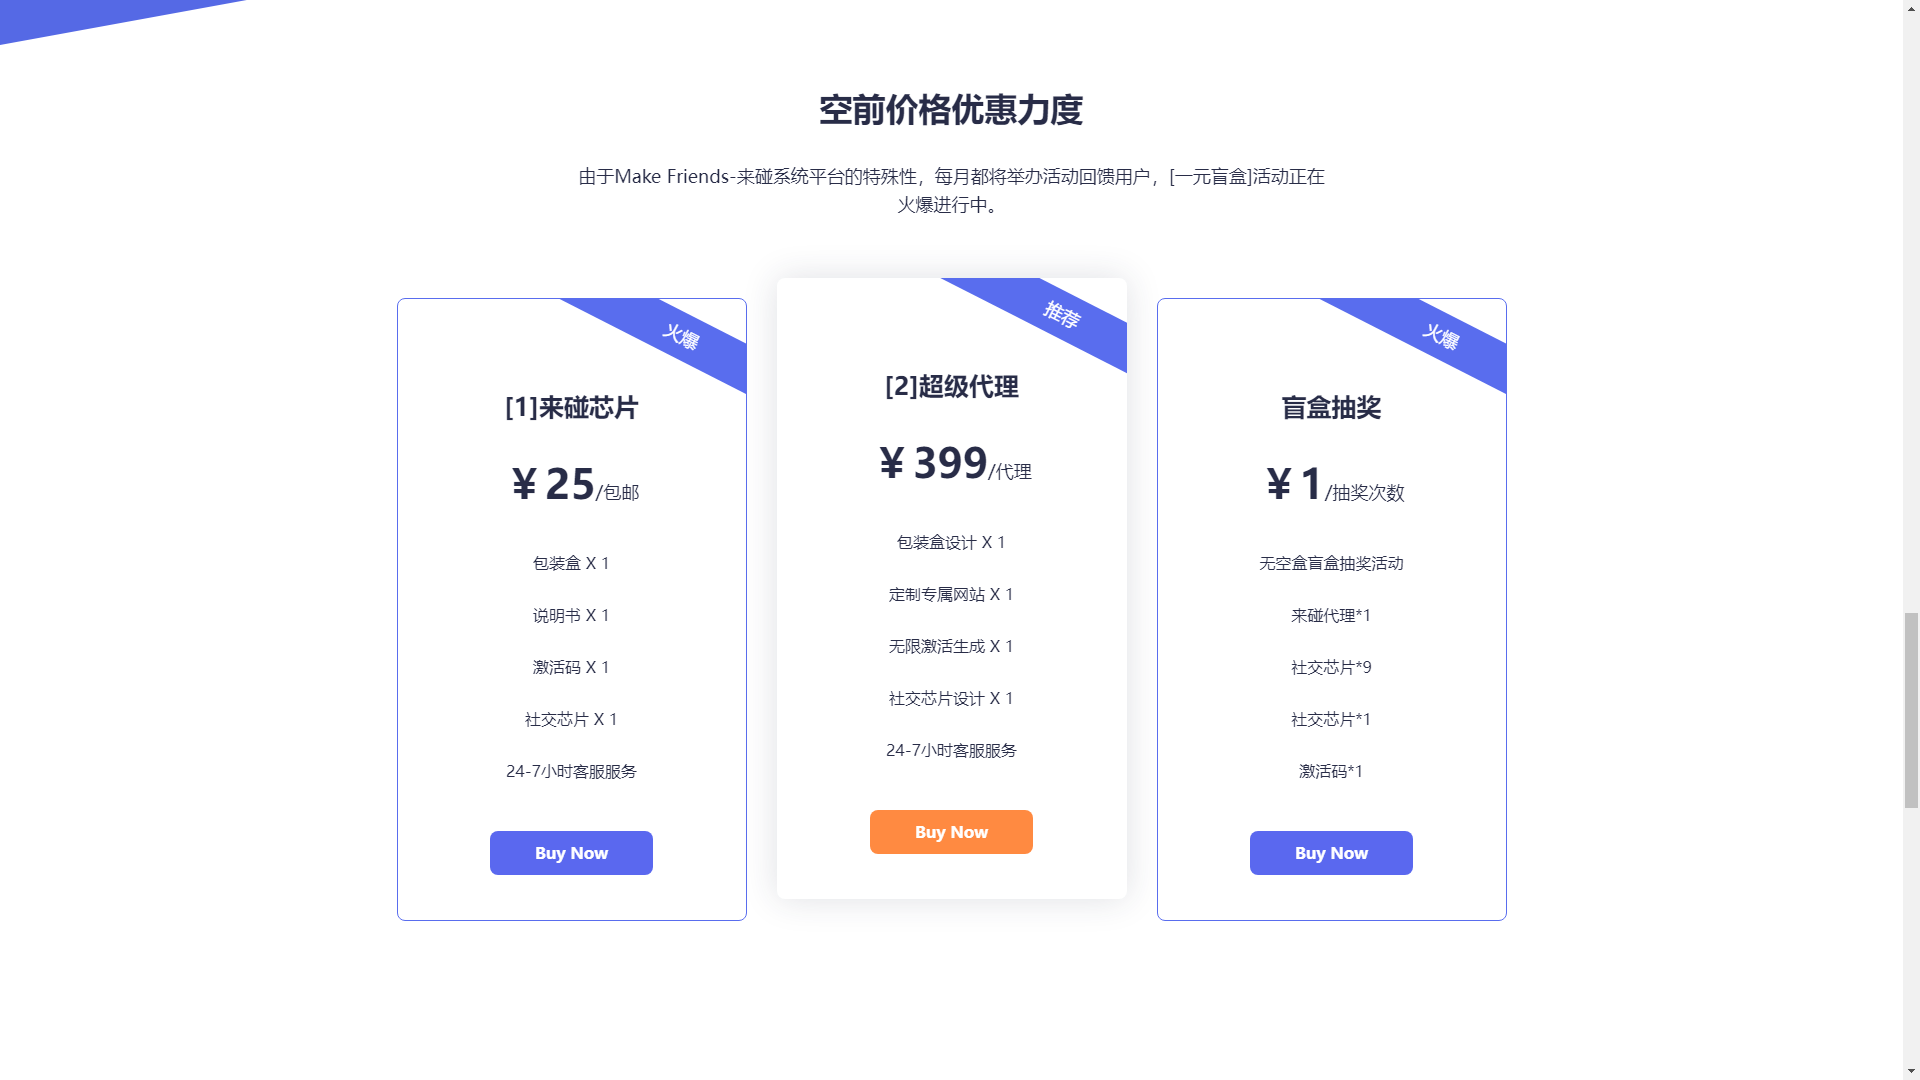 空前价格优惠力度
由于Make Friends-来碰系统平台的特殊性，每月都将举办活动回馈用户，[一元盲盒]活动正在
火爆进行中。
火爆
[1]来碰芯片
¥ 25/包邮
包装盒 X 1
说明书 X 1
激活码 X 1
社交芯片 X 1
24-7小时客服服务
Buy Now
推荐
[2]超级代理
¥ 399/代理
包装盒设计 X 1
定制专属网站 X 1
无限激活生成 X 1
社交芯片设计 X 1
24-7小时客服服务
Buy Now
火爆
盲盒抽奖
¥ 1/抽奖次数
无空盒盲盒抽奖活动
来碰代理*1
社交芯片*9
社交芯片*1
激活码*1
Buy Now